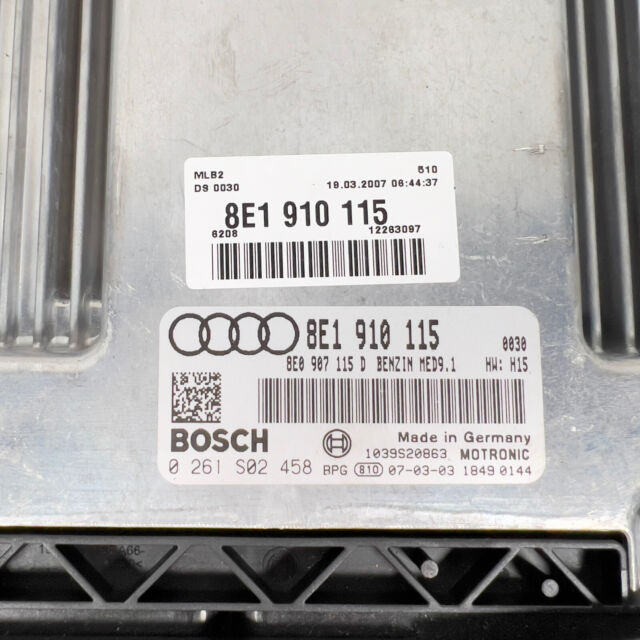 MLB2 510
DS 0030 19.03.2007 06:44:37
8E1 910 115
6208 12263097
8E1 910 115 0030
8E0 907 115 D BENZIN MED9.1 HW: H15
BOSCH Made in Germany
1039S20863 MOTRONIC
0 261 S02 458 BPG 810 07-03-03 1849 0144